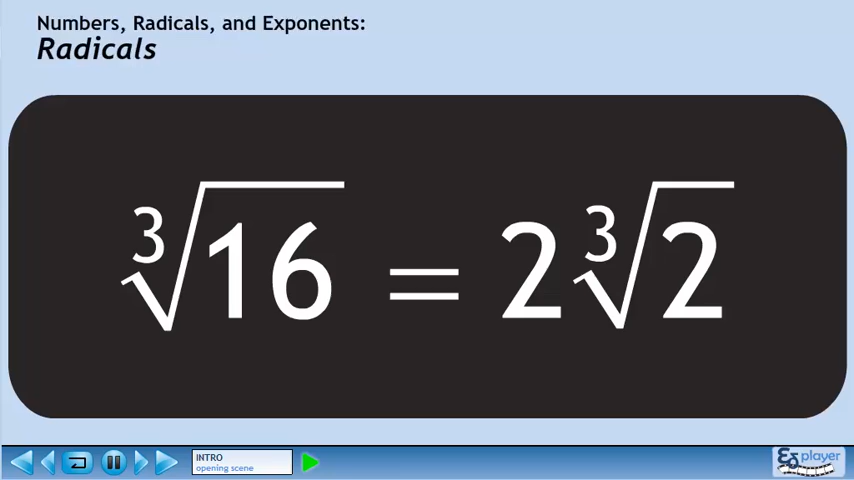 Numbers, Radicals, and Exponents:
Radicals
∛16 = 2∛2
INTRO
opening scene
player